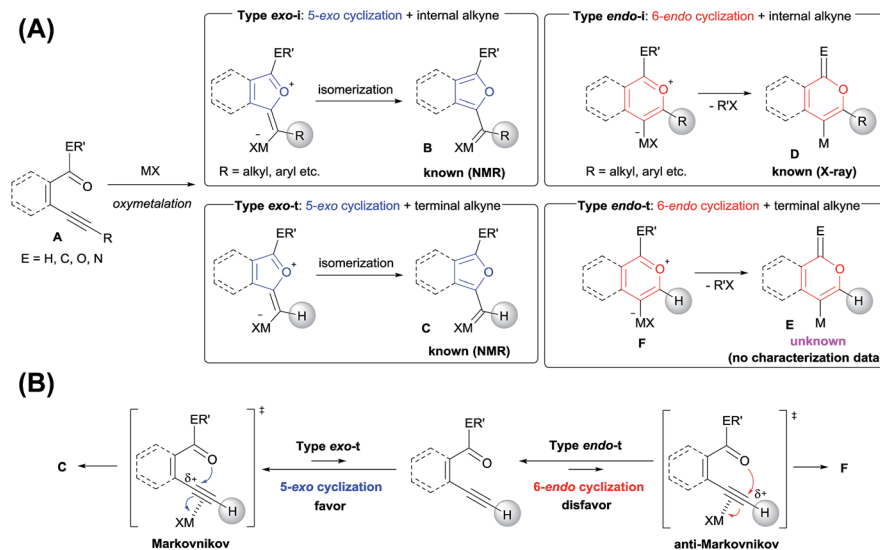 (A)
Type exo-i: 5-exo cyclization + internal alkyne
ER'
O
+
−
XM
R
R = alkyl, aryl etc.
isomerization
ER'
O
B
XM
R
known (NMR)
Type endo-i: 6-endo cyclization + internal alkyne
ER'
+
O
R
−
MX
R = alkyl, aryl etc.
- R'X
E
O
R
M
D
known (X-ray)
ER'
O
A
R
E = H, C, O, N
MX
oxymetalation
Type exo-t: 5-exo cyclization + terminal alkyne
ER'
O
+
−
XM
H
isomerization
ER'
O
C
XM
H
known (NMR)
Type endo-t: 6-endo cyclization + terminal alkyne
ER'
+
O
H
−
MX
F
- R'X
E
O
H
M
E
unknown
(no characterization data)
(B)
C
ER'
O
δ+
H
XM
‡
Markovnikov
Type exo-t
5-exo cyclization
favor
ER'
O
H
Type endo-t
6-endo cyclization
disfavor
ER'
O
δ+
H
XM
‡
anti-Markovnikov
F